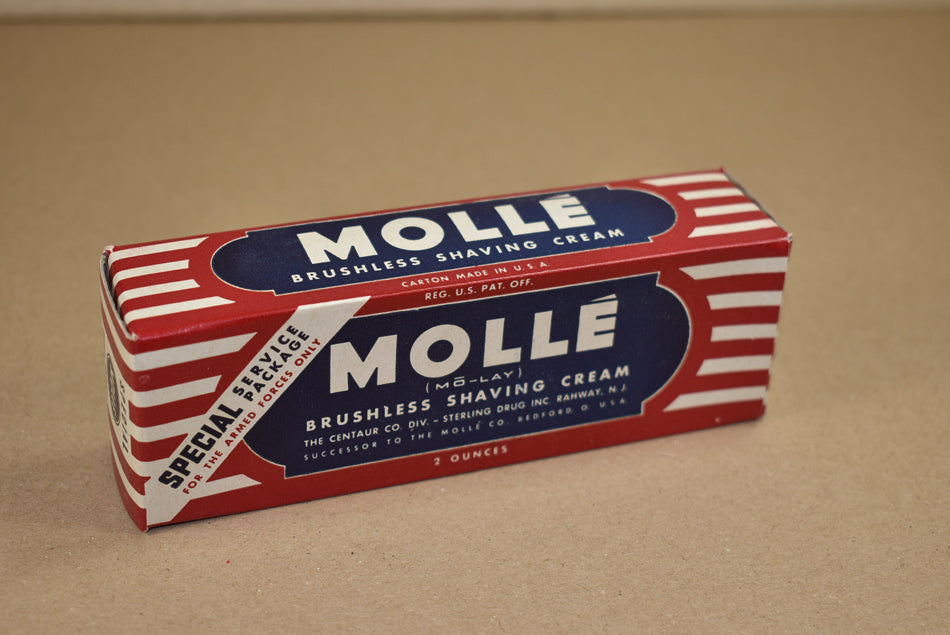 MOLLÉ
BRUSHLESS SHAVING CREAM
CARTON MADE IN U.S.A.
REG. U.S. PAT. OFF.
MOLLÉ
(MŌ-LAY)
BRUSHLESS SHAVING CREAM
THE CENTAUR CO. DIV. – STERLING DRUG INC. RAHWAY, N.J.
SUCCESSOR TO THE MOLLÉ CO. BEDFORD, O. U.S.A.
2 OUNCES
SPECIAL SERVICE PACKAGE
FOR THE ARMED FORCES ONLY